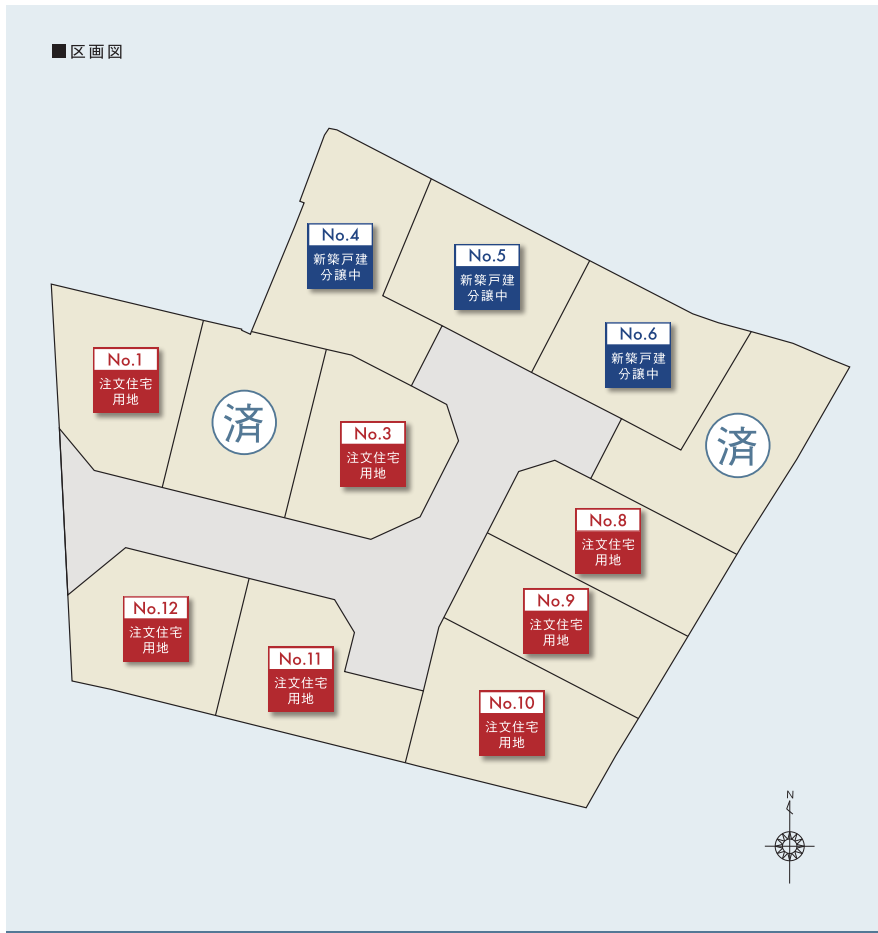 ■区画図
No.4
新築戸建
分譲中
No.5
新築戸建
分譲中
No.6
新築戸建
分譲中
No.1
注文住宅
用地
済
No.3
注文住宅
用地
済
No.8
注文住宅
用地
No.9
注文住宅
用地
No.12
注文住宅
用地
No.11
注文住宅
用地
No.10
注文住宅
用地
N